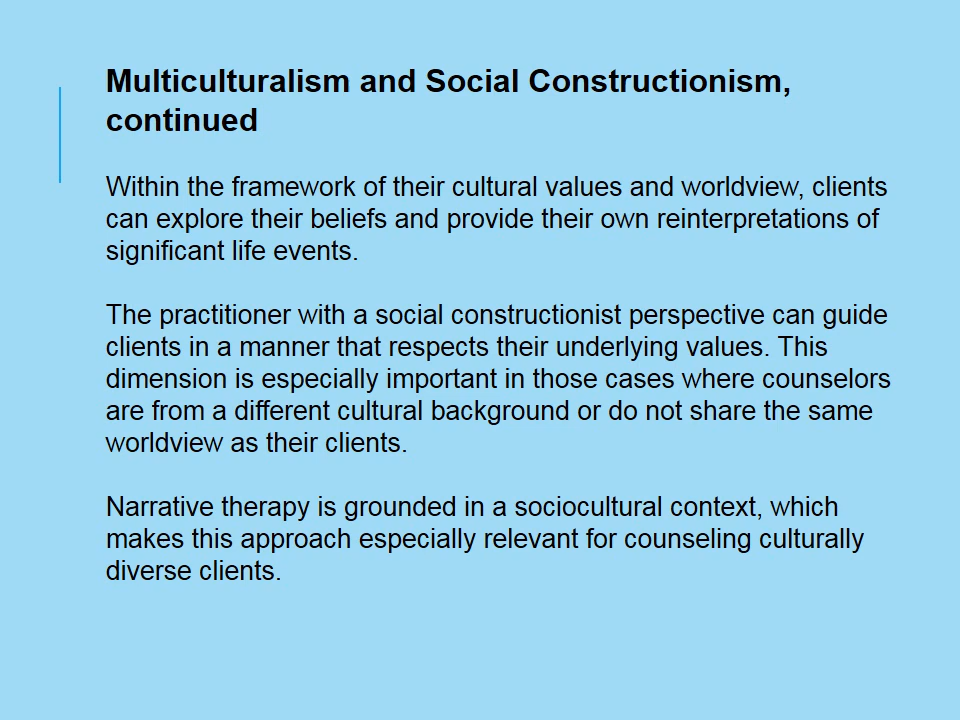 Multiculturalism and Social Constructionism,
continued
Within the framework of their cultural values and worldview, clients
can explore their beliefs and provide their own reinterpretations of
significant life events.
The practitioner with a social constructionist perspective can guide
clients in a manner that respects their underlying values. This
dimension is especially important in those cases where counselors
are from a different cultural background or do not share the same
worldview as their clients.
Narrative therapy is grounded in a sociocultural context, which
makes this approach especially relevant for counseling culturally
diverse clients.